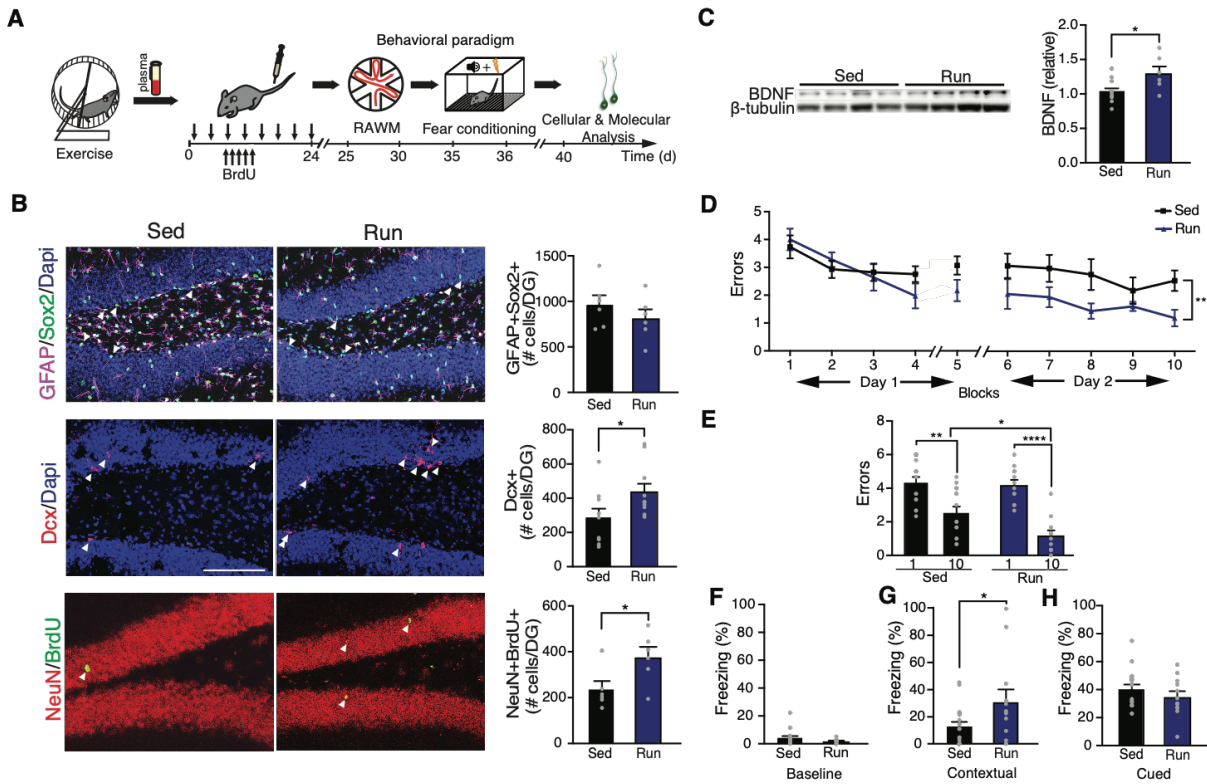 A
Exercise
plasma
BrdU
0
24
Behavioral paradigm
RAWM
+
Fear conditioning
Cellular & Molecular
Analysis
25
30
35
36
40
Time (d)
B
Sed
Run
GFAP/Sox2/Dapi
GFAP+Sox2+
(# cells/DG)
1500
1000
500
0
Sed
Run
Dcx/Dapi
Dcx+
(# cells/DG)
800
600
400
200
0
*
Sed
Run
NeuN/BrdU
NeuN+BrdU+
(# cells/DG)
600
400
200
0
*
Sed
Run
C
Sed
Run
BDNF
β-tubulin
BDNF (relative)
2.0
1.5
1.0
0.0
*
Sed
Run
D
Errors
5
4
3
2
1
0
Sed
Run
**
1
2
3
4
5
6
7
8
9
10
Day 1
Blocks
Day 2
E
Errors
8
6
4
2
0
**
*
****
1
10
1
10
Sed
Run
F
Freezing (%)
100
80
60
40
20
0
Sed
Run
Baseline
G
Freezing (%)
100
80
60
40
20
0
*
Sed
Run
Contextual
H
Freezing (%)
100
80
60
40
20
0
Sed
Run
Cued